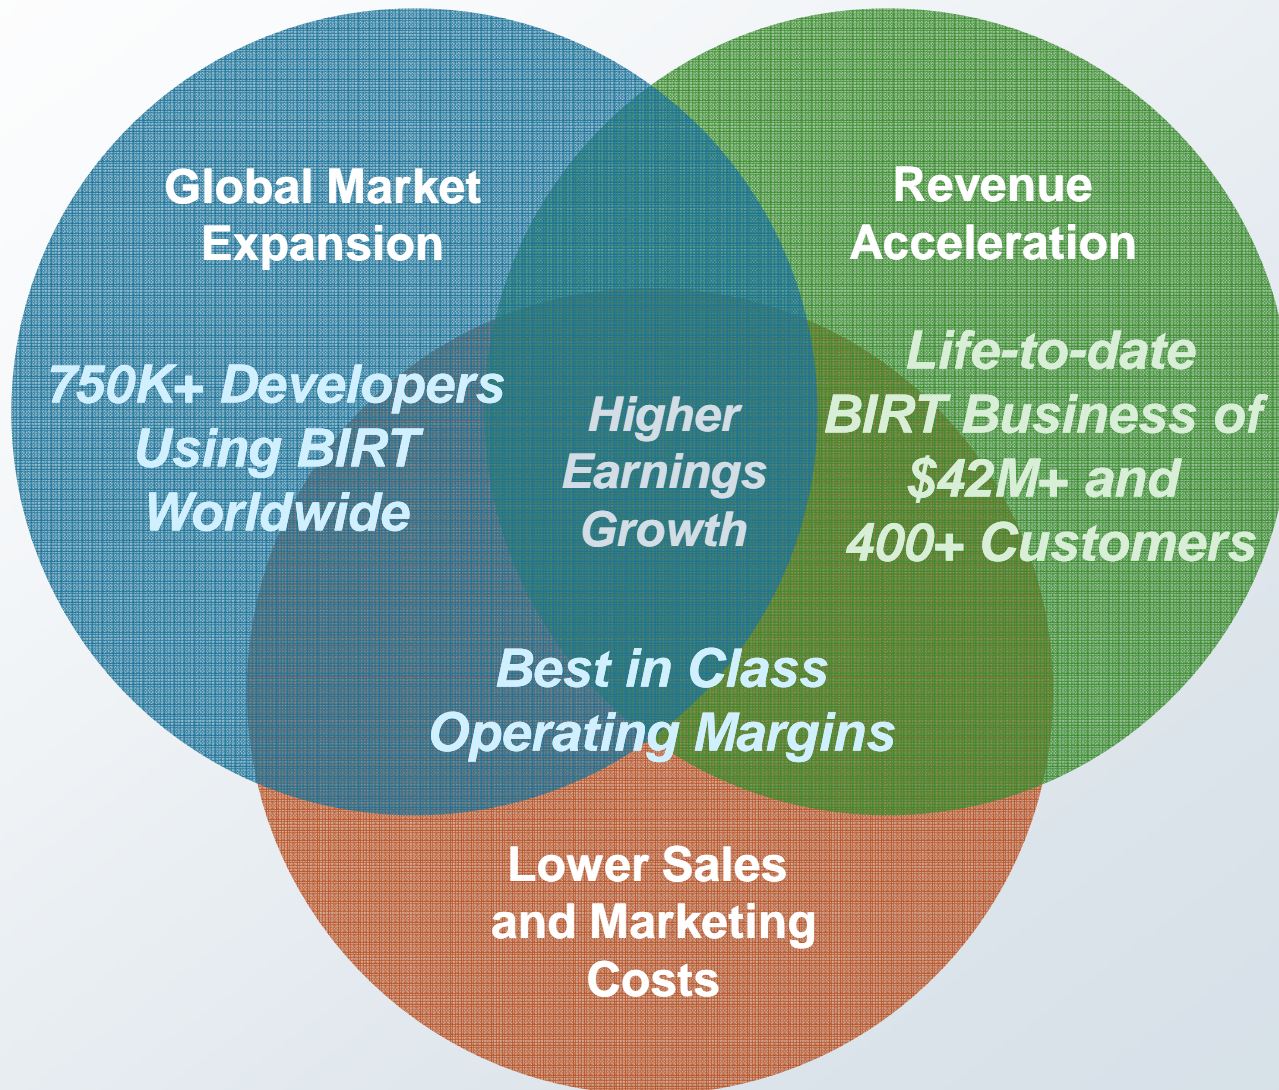 Global Market
Expansion
750K+ Developers
Using BIRT
Worldwide
Revenue
Acceleration
Life-to-date
BIRT Business of
$42M+ and
400+ Customers
Higher
Earnings
Growth
Best in Class
Operating Margins
Lower Sales
and Marketing
Costs